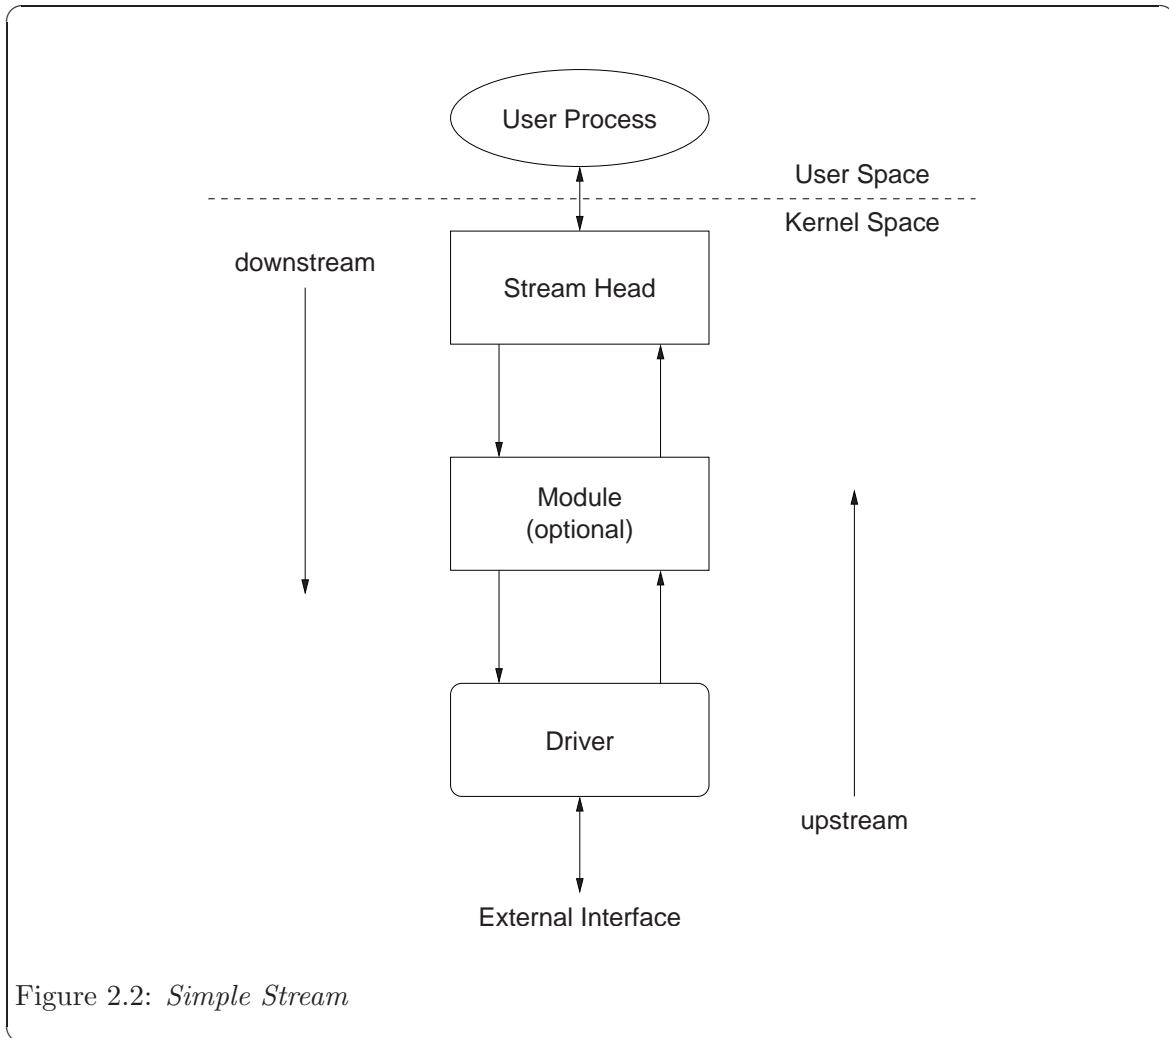 User Process
User Space
Kernel Space
downstream
Stream Head
Module
(optional)
Driver
upstream
External Interface
Figure 2.2: Simple Stream